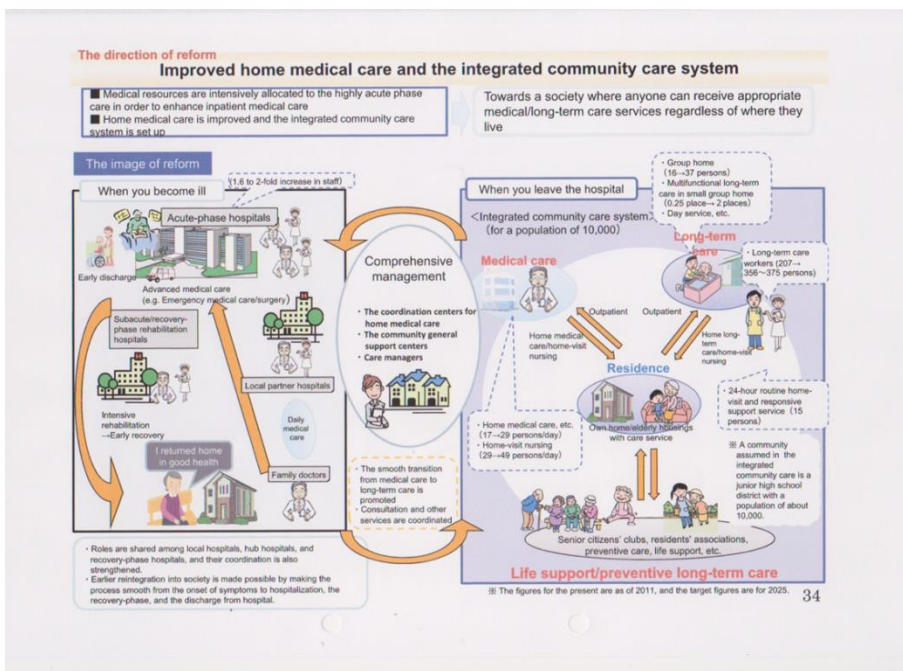 The direction of reform
Improved home medical care and the integrated community care system
■ Medical resources are intensively allocated to the highly acute phase
care in order to enhance inpatient medical care
■ Home medical care is improved and the integrated community care
system is set up
Towards a society where anyone can receive appropriate
medical/long-term care services regardless of where they
live
The image of reform
When you become ill
(1.6 to 2-fold increase in staff)
Acute-phase hospitals
Early discharge
Advanced medical care
(e.g. Emergency medical care/surgery)
Subacute/recovery-
phase rehabilitation
hospitals
Local partner hospitals
Intensive
rehabilitation
→Early recovery
Daily
medical
care
I returned home
in good health
Family doctors
・ Roles are shared among local hospitals, hub hospitals, and
recovery-phase hospitals, and their coordination is also
strengthened.
・ Earlier reintegration into society is made possible by making the
process smooth from the onset of symptoms to hospitalization, the
recovery-phase, and the discharge from hospital.
Comprehensive
management
• The coordination centers for
home medical care
• The community general
support centers
• Care managers
・ The smooth transition
from medical care to
long-term care is
promoted
・ Consultation and other
services are coordinated
When you leave the hospital
<Integrated community care system>
(for a population of 10,000)
・ Group home
(16→37 persons)
・ Multifunctional long-term
care in small group home
(0.25 place→2 places)
・ Day service, etc.
Medical care
Long-term
care
・ Long-term care
workers (207→
356~375 persons)
Outpatient
Outpatient
Home medical
care/home-visit
nursing
Home long-
term
care/home-visit
nursing
Residence
Own home/elderly housings
with care service
・ Home medical care, etc.
(17→29 persons/day)
・ Home-visit nursing
(29→49 persons/day)
・ 24-hour routine home-
visit and responsive
support service (15
persons)
※ A community
assumed in the
integrated
community care is a
junior high school
district with a
population of about
10,000.
Senior citizens' clubs, residents' associations,
preventive care, life support, etc.
Life support/preventive long-term care
※ The figures for the present are as of 2011, and the target figures are for 2025.
34